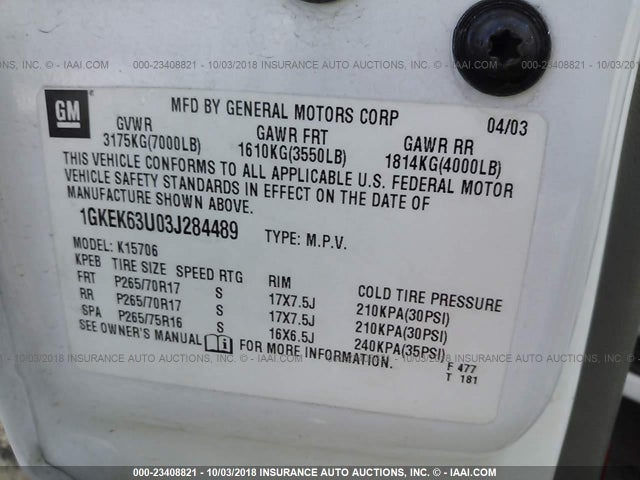 IAAI.COM 000-23408821 - 10/03/2018 INSURANCE AUTO AUCTIONS, INC. - IAAI.COM 000-23408821 - 10/03/2018
GM
MFD BY GENERAL MOTORS CORP 04/03
GVWR GAWR FRT GAWR RR
3175KG(7000LB) 1610KG(3550LB) 1814KG(4000LB)
THIS VEHICLE CONFORMS TO ALL APPLICABLE U.S. FEDERAL MOTOR
VEHICLE SAFETY STANDARDS IN EFFECT ON THE DATE OF
MANUFACTURE SHOWN ABOVE.
1GKEK63U03J284489 TYPE: M.P.V.
MODEL: K15706
KPEB TIRE SIZE SPEED RTG RIM COLD TIRE PRESSURE
FRT P265/70R17 S 17X7.5J 210KPA(30PSI)
RR P265/70R17 S 17X7.5J 210KPA(30PSI)
SPA P265/75R16 S 16X6.5J 240KPA(35PSI)
SEE OWNER'S MANUAL FOR MORE INFORMATION.
F 477
T 181
000-23408821 - 10/03/2018 INSURANCE AUTO AUCTIONS, INC. - IAAI.COM